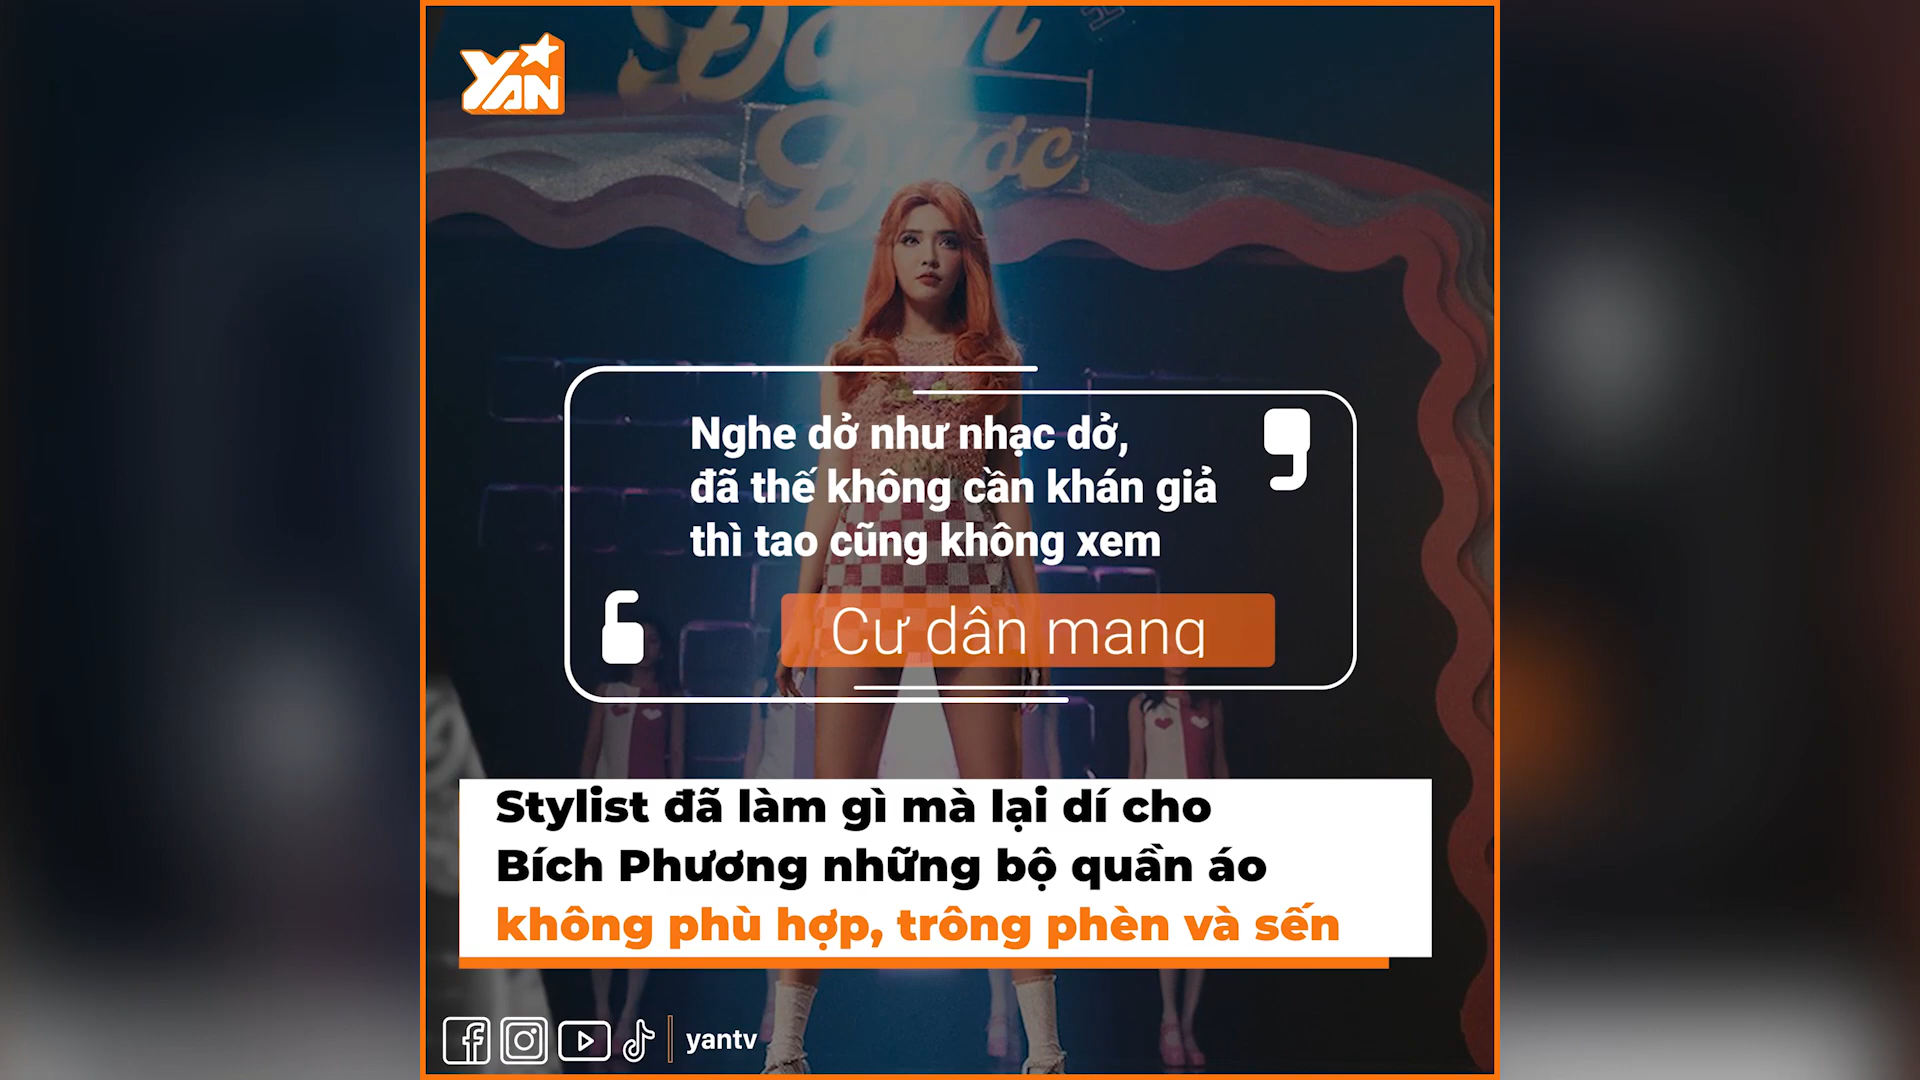 YAN
Được
Nghe dở như nhạc dở,
đã thế không cần khán giả
thì tao cũng không xem
Cư dân mạng
Stylist đã làm gì mà lại dí cho
Bích Phương những bộ quần áo
không phù hợp, trông phèn và sến
yantv